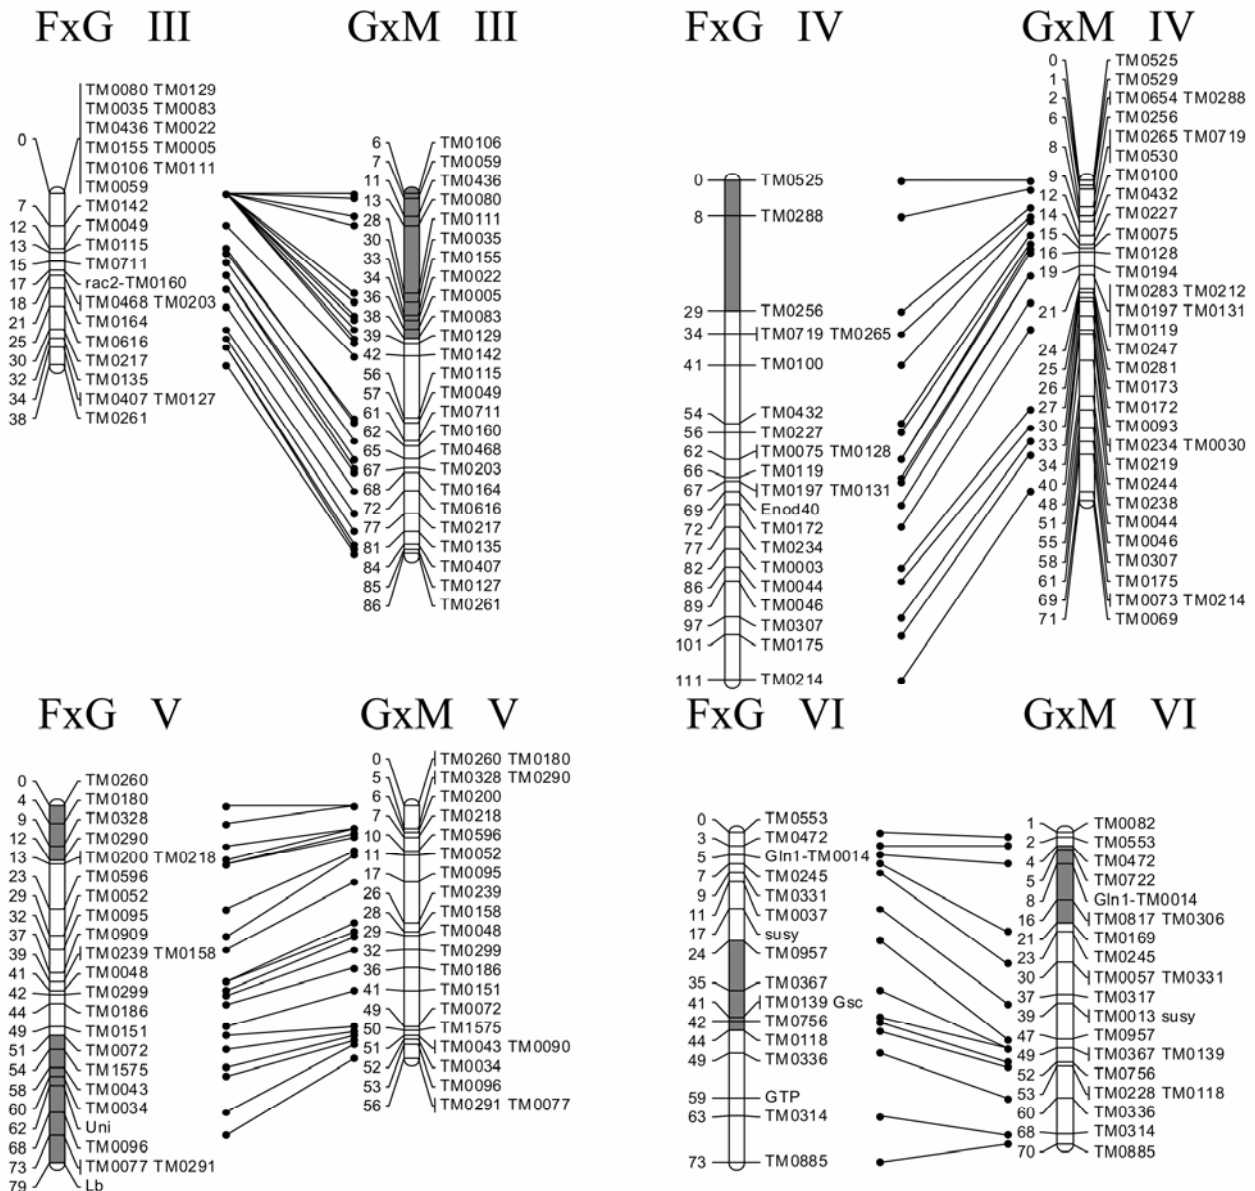 FxG III
0 TM0080 TM0129
TM0035 TM0083
TM0436 TM0022
TM0155 TM0005
TM0106 TM0111
TM0059
7 TM0142
12 TM0049
13 TM0115
15 TM0711
17 rac2-TM0160
18 TM0468 TM0203
21 TM0164
25 TM0616
30 TM0217
32 TM0135
34 TM0407 TM0127
38 TM0261
GxM III
6 TM0106
7 TM0059
11 TM0436
13 TM0080
28 TM0111
30 TM0035
33 TM0155
34 TM0022
36 TM0005
38 TM0083
39 TM0129
42 TM0142
56 TM0115
57 TM0049
61 TM0711
62 TM0160
65 TM0468
67 TM0203
68 TM0164
72 TM0616
77 TM0217
81 TM0135
84 TM0407
85 TM0127
86 TM0261
FxG IV
0 TM0525
8 TM0288
29 TM0256
34 TM0719 TM0265
41 TM0100
54 TM0432
56 TM0227
62 TM0075 TM0128
66 TM0119
67 TM0197 TM0131
69 Enod40
72 TM0172
77 TM0234
82 TM0003
86 TM0044
89 TM0046
97 TM0307
101 TM0175
111 TM0214
GxM IV
0 TM0525
1 TM0529
2 TM0654 TM0288
6 TM0256
8 TM0265 TM0719
TM0530
9 TM0100
12 TM0432
14 TM0227
15 TM0075
16 TM0128
19 TM0194
21 TM0283 TM0212
TM0197 TM0131
TM0119
24 TM0247
25 TM0281
26 TM0173
27 TM0172
30 TM0093
33 TM0234 TM0030
34 TM0219
40 TM0244
48 TM0238
51 TM0044
55 TM0046
58 TM0307
61 TM0175
69 TM0073 TM0214
71 TM0069
FxG V
0 TM0260
4 TM0180
9 TM0328
12 TM0290
13 TM0200 TM0218
23 TM0596
29 TM0052
32 TM0095
37 TM0909
39 TM0239 TM0158
41 TM0048
42 TM0299
44 TM0186
49 TM0151
51 TM0072
54 TM1575
58 TM0043
60 TM0034
62 Uni
68 TM0096
73 TM0077 TM0291
79 Lb
GxM V
0 TM0260 TM0180
5 TM0328 TM0290
6 TM0200
7 TM0218
10 TM0596
11 TM0052
17 TM0095
26 TM0239
28 TM0158
29 TM0048
32 TM0299
36 TM0186
41 TM0151
49 TM0072
50 TM1575
51 TM0043 TM0090
52 TM0034
53 TM0096
56 TM0291 TM0077
FxG VI
0 TM0553
3 TM0472
5 Gln1-TM0014
7 TM0245
9 TM0331
11 TM0037
17 susy
24 TM0957
35 TM0367
41 TM0139 Gsc
42 TM0756
44 TM0118
49 TM0336
59 GTP
63 TM0314
73 TM0885
GxM VI
1 TM0082
2 TM0553
4 TM0472
5 TM0722
8 Gln1-TM0014
16 TM0817 TM0306
21 TM0169
23 TM0245
30 TM0057 TM0331
37 TM0317
39 TM0013 susy
47 TM0957
49 TM0367 TM0139
52 TM0756
53 TM0228 TM0118
60 TM0336
68 TM0314
70 TM0885